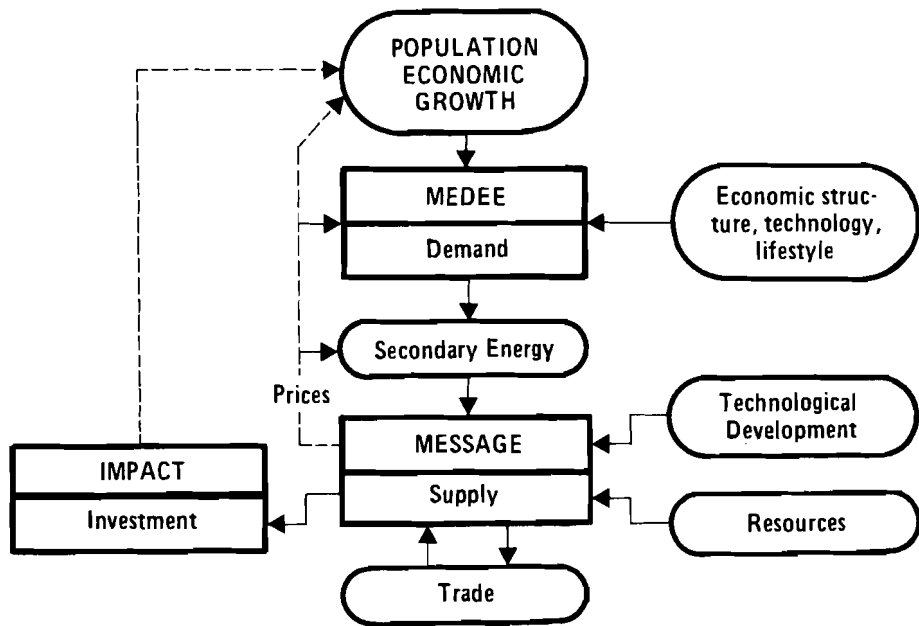 POPULATION
ECONOMIC
GROWTH
MEDEE
Demand
Economic struc-
ture, technology,
lifestyle
Secondary Energy
Prices
MESSAGE
Supply
Technological
Development
IMPACT
Investment
Resources
Trade